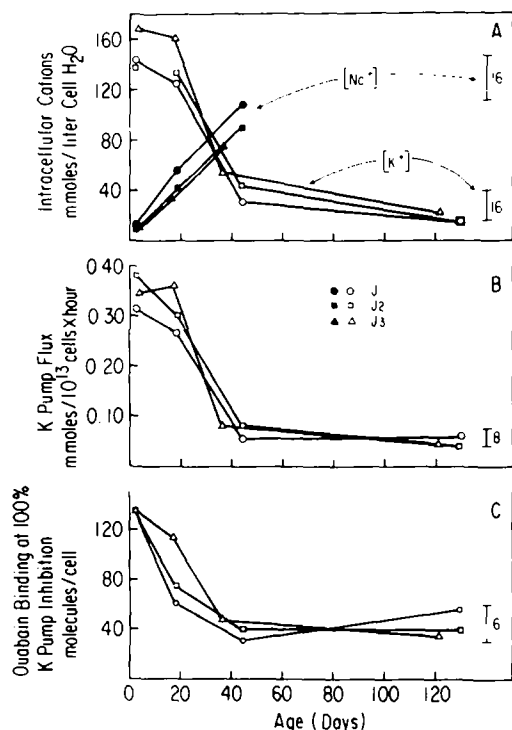 A
160
120
80
40
Intracellular Cations
mmoles/liter Cell H2O
[Nc+]
[K+]
16
16
B
0 40
0.30
0.20
0.10
K Pump Flux
mmoles/10^13 cells X hour
J
J2
J3
8
C
120
80
40
Ouabain Binding at 100%
K Pump Inhibition
molecules/cell
6
0 20 40 60 80 100 120
Age (Days)